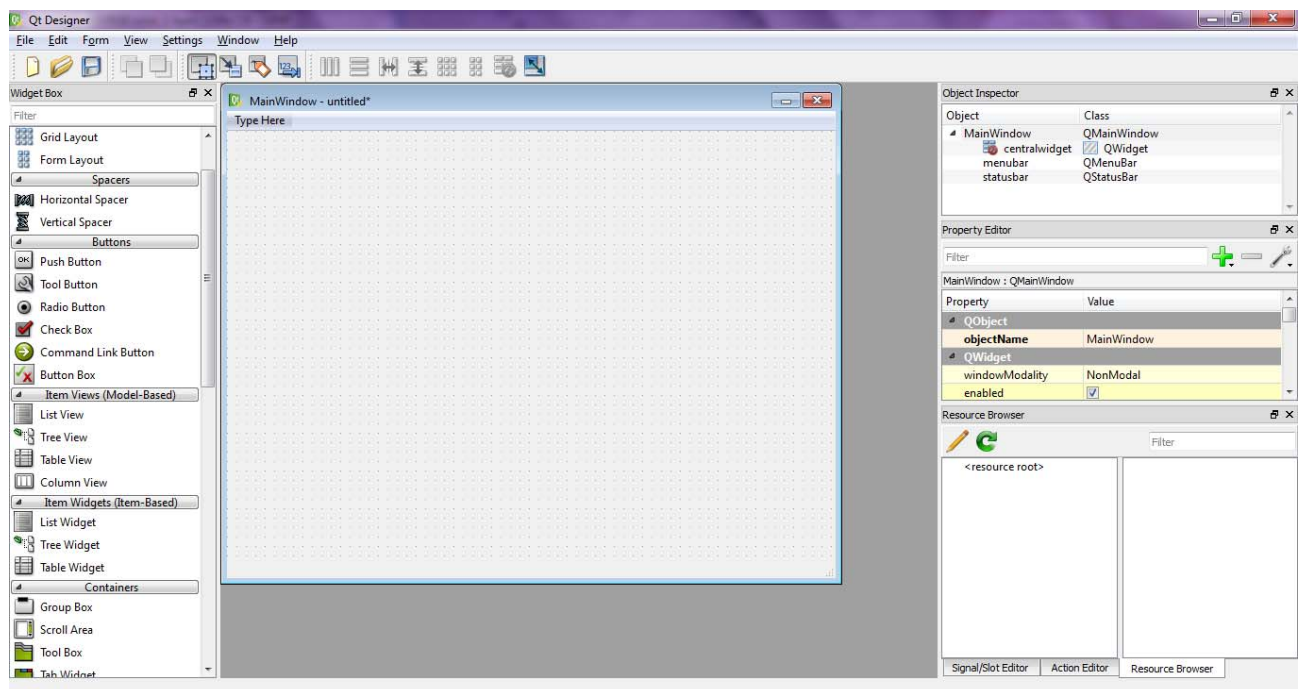 Qt Designer
File Edit Form View Settings Window Help
Widget Box
Filter
Grid Layout
Form Layout
Spacers
Horizontal Spacer
Vertical Spacer
Buttons
OK Push Button
Tool Button
Radio Button
Check Box
Command Link Button
Button Box
Item Views (Model-Based)
List View
Tree View
Table View
Column View
Item Widgets (Item-Based)
List Widget
Tree Widget
Table Widget
Containers
Group Box
Scroll Area
Tool Box
Tab Widget
MainWindow - untitled*
Type Here
Object Inspector
Object Class
MainWindow QMainWindow
centralwidget QWidget
menubar QMenuBar
statusbar QStatusBar
Property Editor
Filter
MainWindow : QMainWindow
Property Value
QObject
objectName MainWindow
QWidget
windowModality NonModal
enabled
Resource Browser
Filter
<resource root>
Signal/Slot Editor Action Editor Resource Browser